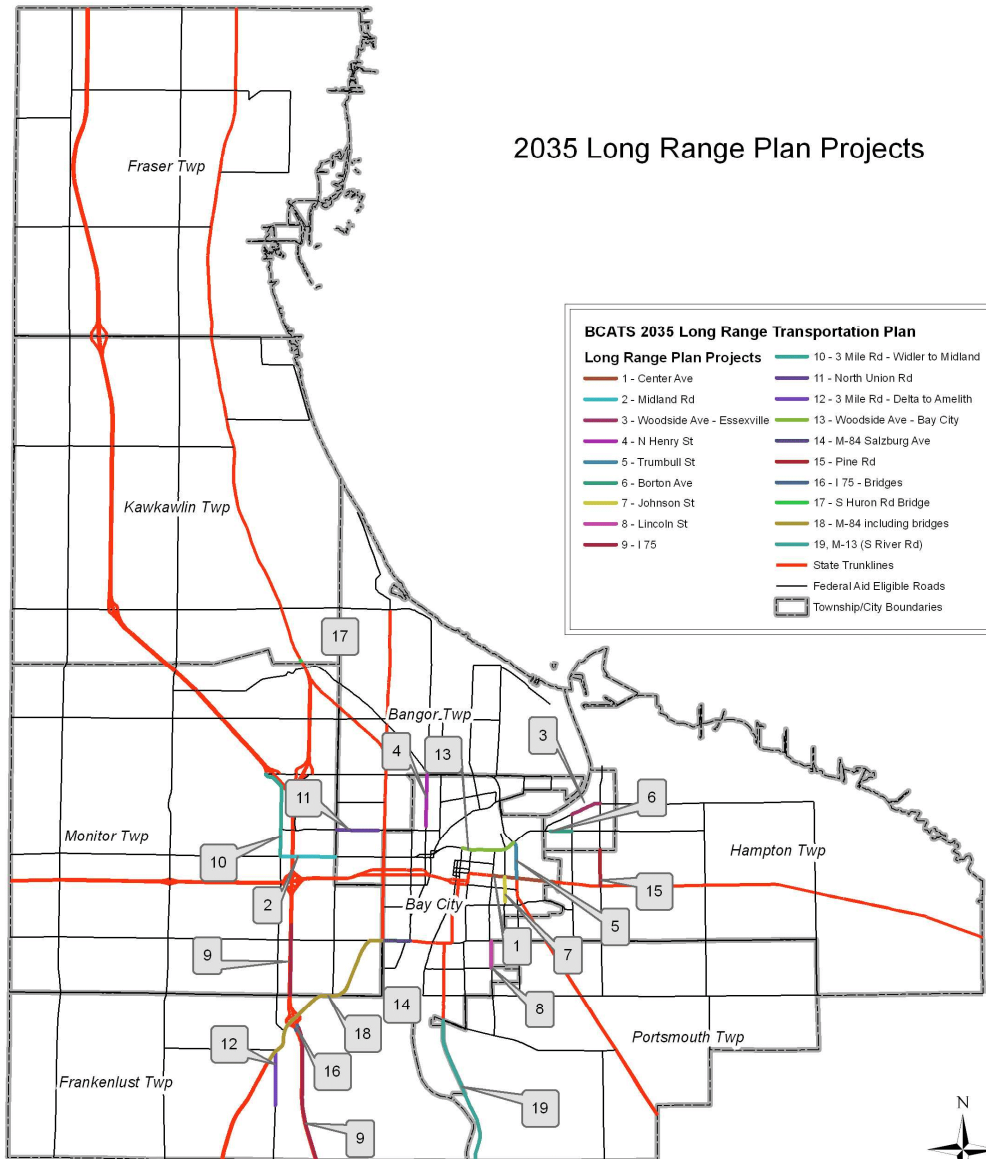 2035 Long Range Plan Projects
Fraser Twp
BCATS 2035 Long Range Transportation Plan
Long Range Plan Projects
1 - Center Ave
2 - Midland Rd
3 - Woodside Ave - Essexville
4 - N Henry St
5 - Trumbull St
6 - Borton Ave
7 - Johnson St
8 - Lincoln St
9 - I 75
10 - 3 Mile Rd - Widler to Midland
11 - North Union Rd
12 - 3 Mile Rd - Delta to Amelith
13 - Woodside Ave - Bay City
14 - M-84 Salzburg Ave
15 - Pine Rd
16 - I 75 - Bridges
17 - S Huron Rd Bridge
18 - M-84 including bridges
19, M-13 (S River Rd)
State Trunklines
Federal Aid Eligible Roads
Township/City Boundaries
Kawkawlin Twp
17
Bangor Twp
3
4
13
11
6
Monitor Twp
10
Hampton Twp
15
2
Bay City
5
1
7
9
8
14
18
Portsmouth Twp
12
16
Frankenlust Twp
19
9
N